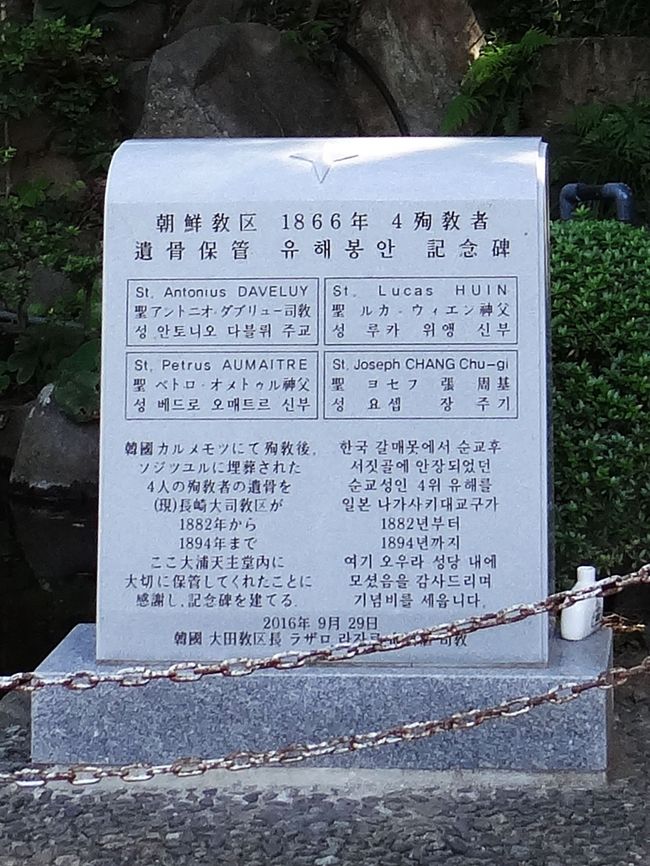 朝鮮敎区 1866年 4殉敎者
遺骨保管 유해봉안 記念碑
St. Antonius DAVELUY
聖アントニオ・ダブリュー司敎
성 안토니오 다블뤼 주교
St. Lucas HUIN
聖 ルカ・ウィエン神父
성 루카 위앵 신부
St. Petrus AUMAITRE
聖 ペトロ・オメトゥル神父
성 베드로 오매트르 신부
St. Joseph CHANG Chu-gi
聖 ヨセフ 張 周基
성 요셉 장 주기
韓國 カルメモツにて殉敎後,
ソジツユルに埋葬された
4人の殉敎者の遺骨を
(現)長崎大司敎区が
1882年から
1894年まで
ここ大浦天主堂內に
大切に保管してくれたことに
感謝し, 記念碑を建てる.
한국 갈매못에서 순교후
서짓골에 안장되었던
순교성인 4위 유해를
일본 나가사키대교구가
1882년부터
1894년까지
여기 오우라 성당 내에
모셨음을 감사드리며
기념비를 세웁니다.
2016年 9月 29日
韓國 大田敎区長 ラザロ 司敎